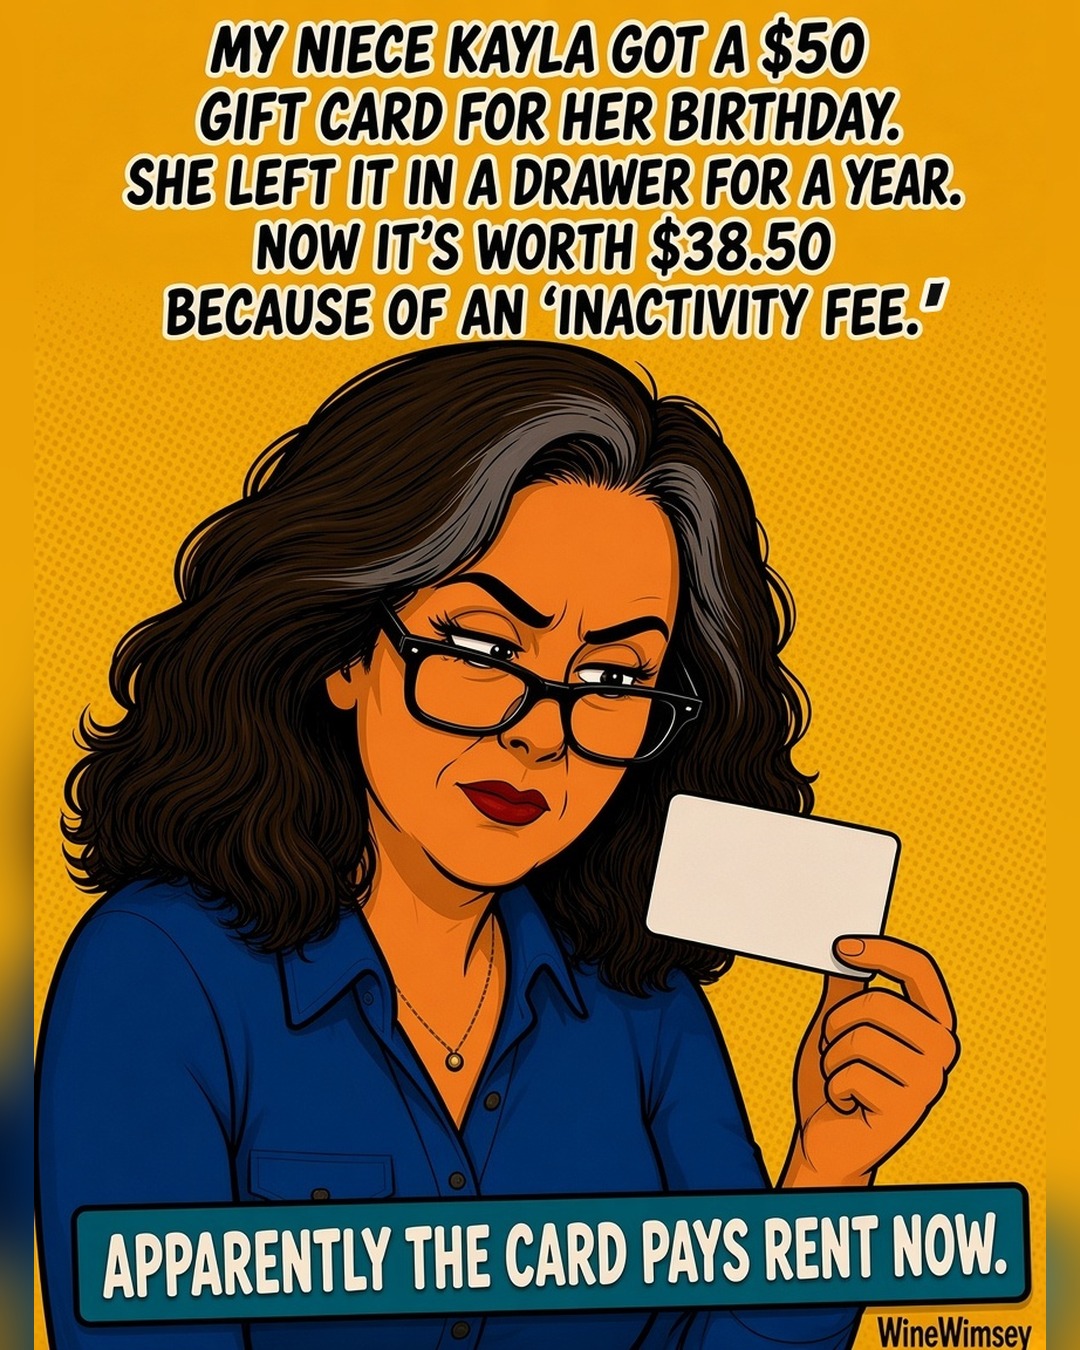 MY NIECE KAYLA GOT A $50
GIFT CARD FOR HER BIRTHDAY.
SHE LEFT IT IN A DRAWER FOR A YEAR.
NOW IT'S WORTH $38.50
BECAUSE OF AN ‘INACTIVITY FEE.'
APPARENTLY THE CARD PAYS RENT NOW.
WineWimsey